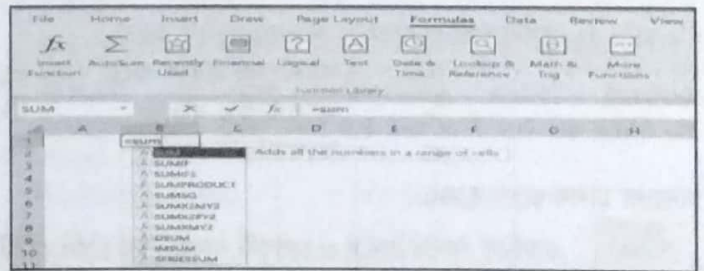 File Home Insert Draw Page Layout Formulas Data Review View
Insert Function AutoSum Recently Used Financial Logical Text Date & Time Lookup & Reference Math & Trig More Functions
Function Library
SUM fx =sum
A B C D E F G H
1 =sum
2 SUM Adds all the numbers in a range of cells
3 SUMIF
4 SUMIFS
5 SUMPRODUCT
6 SUMSQ
7 SUMX2MY2
8 SUMX2PY2
9 SUMXMY2
10 DSUM
11 IMSUM
SERIESSUM